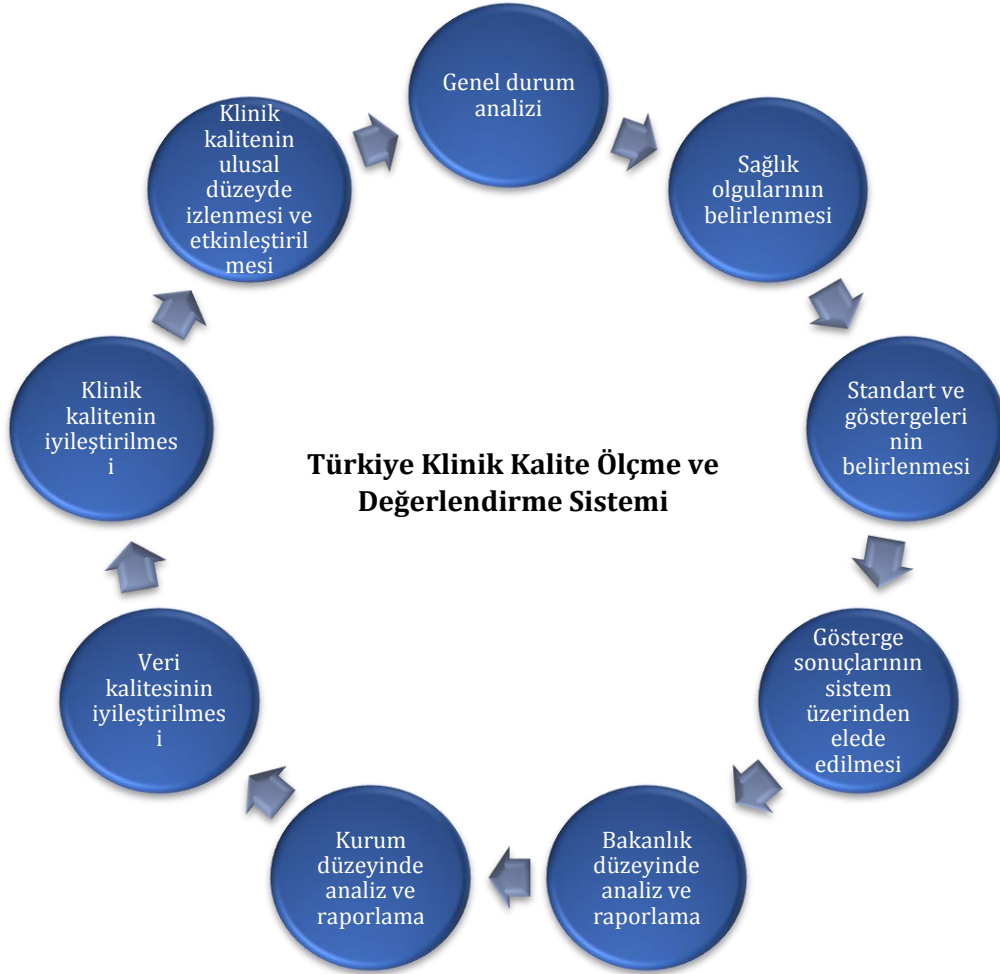 Genel durum
analizi
Sağlık
olgularının
belirlenmesi
Standart ve
göstergeleri
nin
belirlenmesi
Gösterge
sonuçlarının
sistem
üzerinden
elede
edilmesi
Bakanlık
düzeyinde
analiz ve
raporlama
Kurum
düzeyinde
analiz ve
raporlama
Veri
kalitesinin
iyileştirilmes
i
Klinik
kalitenin
iyileştirilmes
i
Klinik
kalitenin
ulusal
düzeyde
izlenmesi ve
etkinleştiril
mesi
Türkiye Klinik Kalite Ölçme ve
Değerlendirme Sistemi